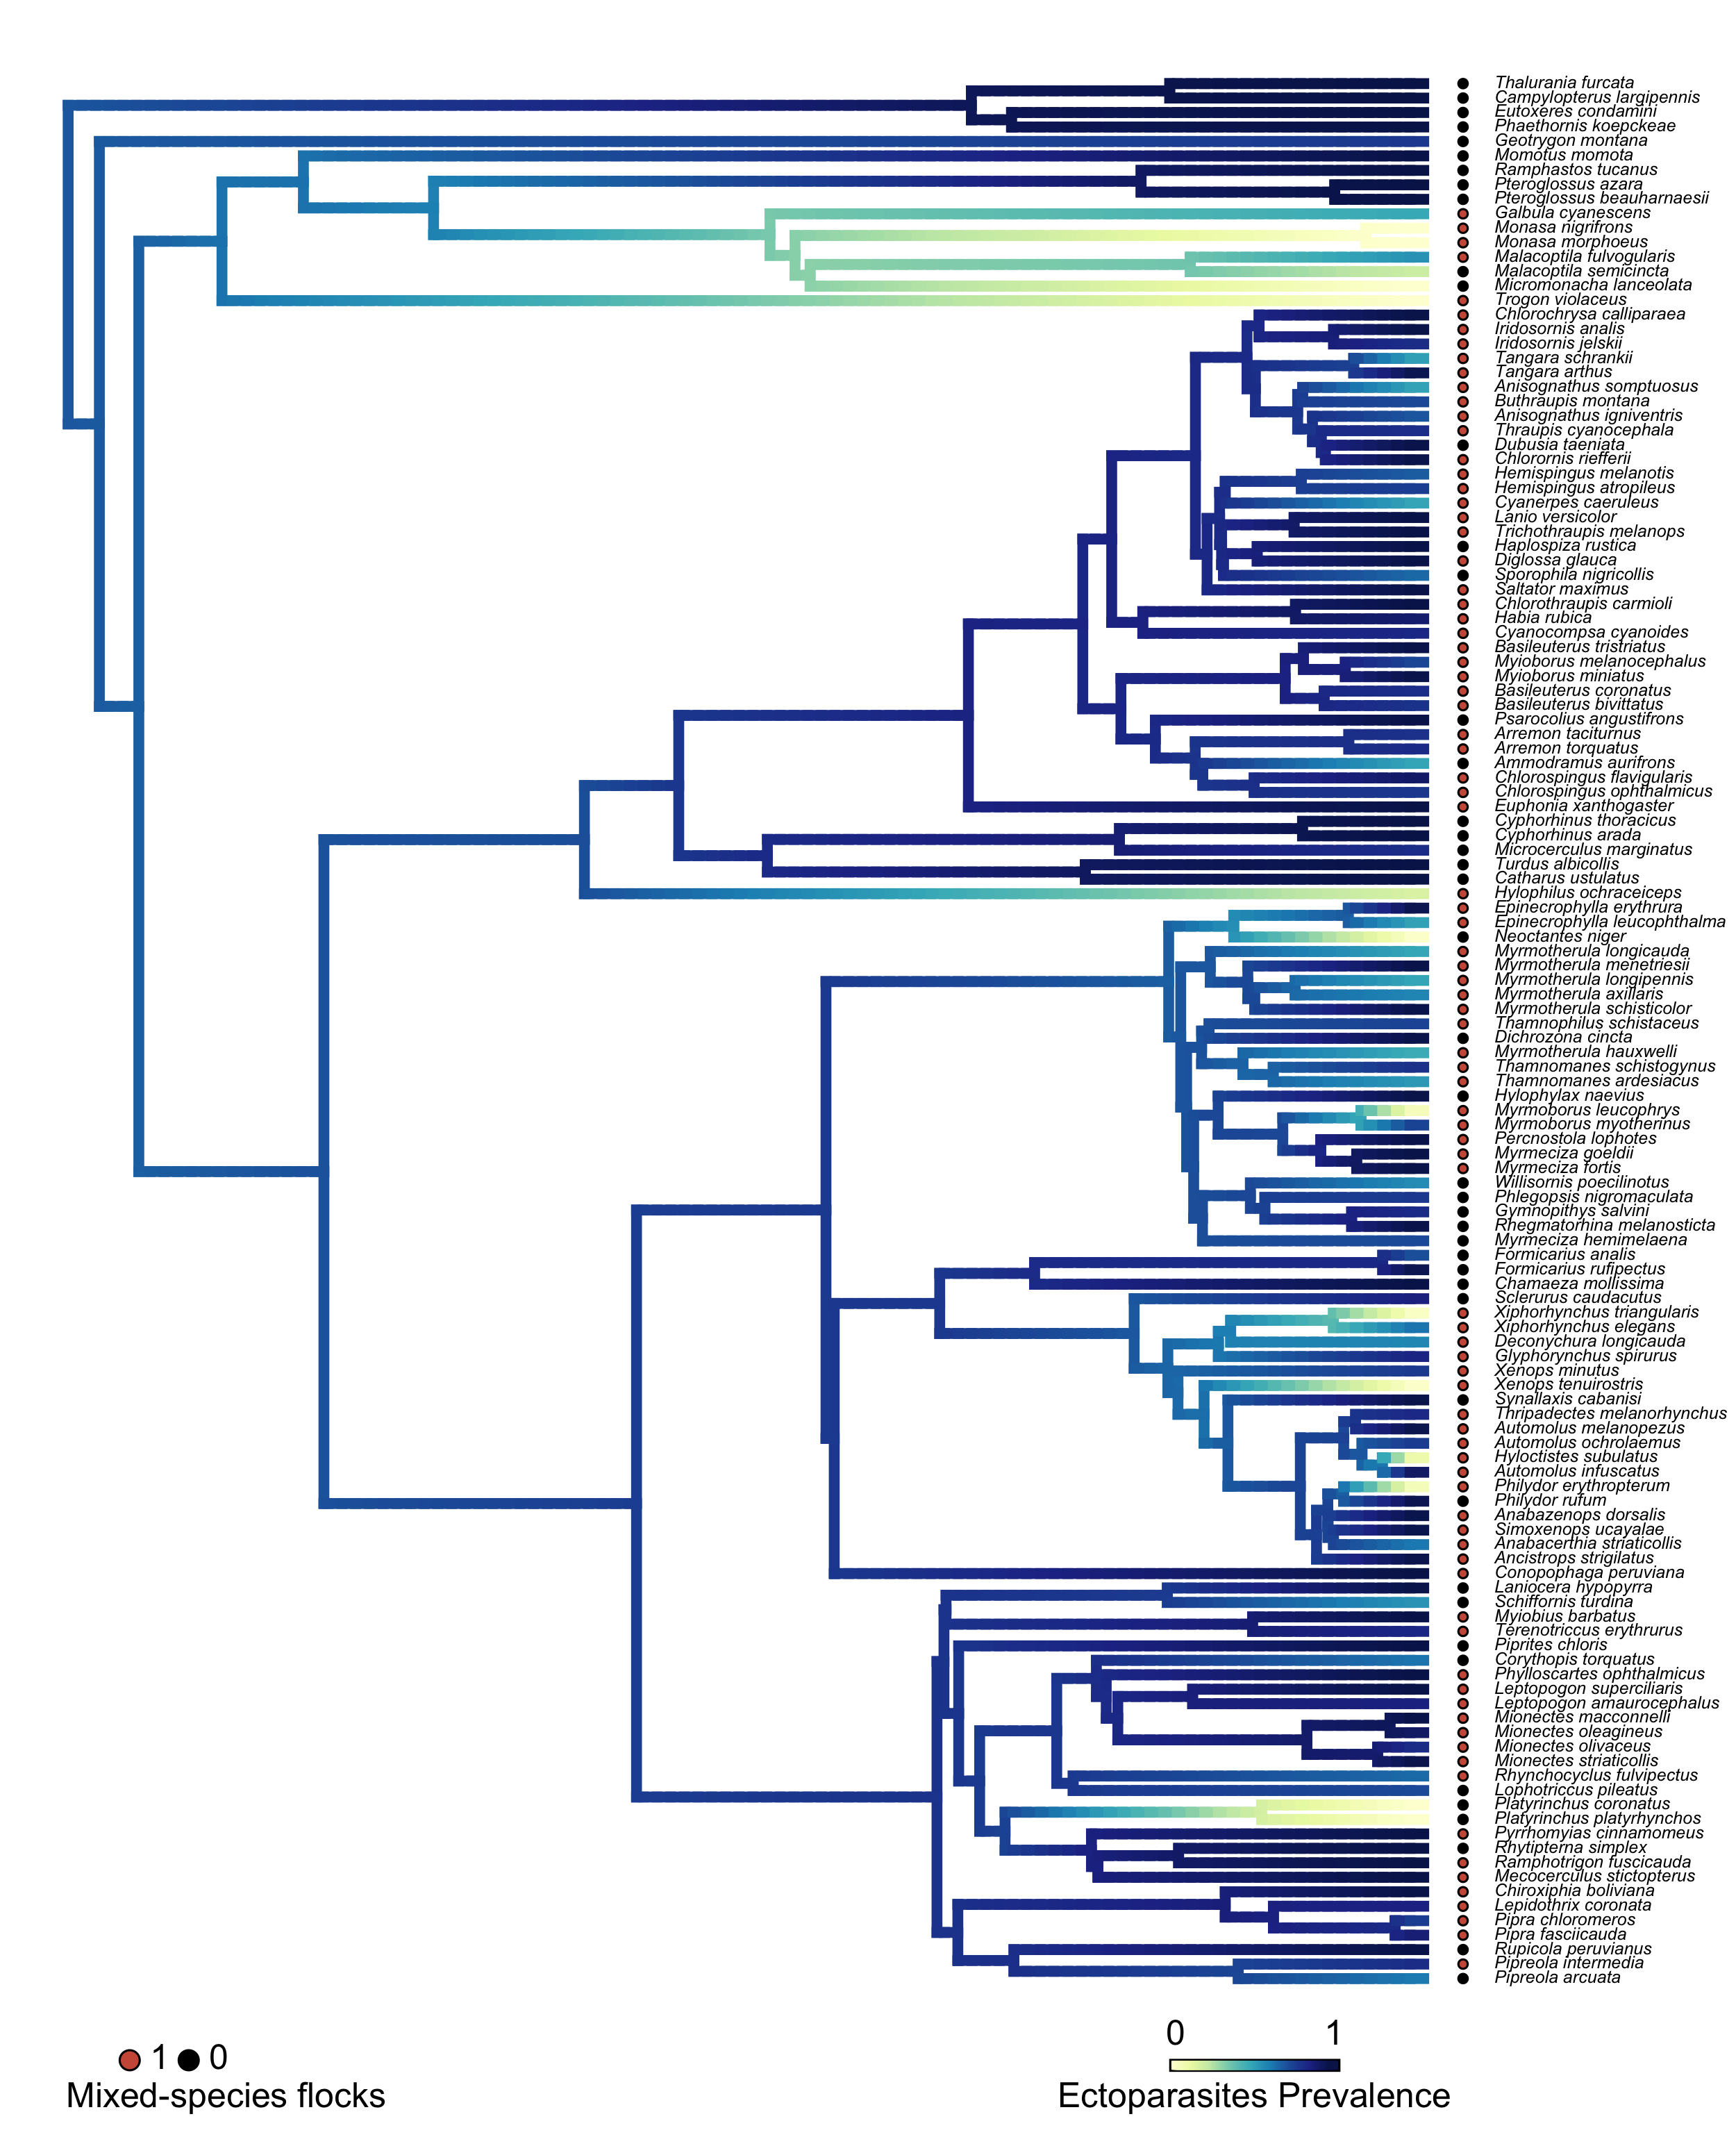 Thalurania furcata
Campylopterus largipennis
Eutoxeres condamini
Phaethornis koepckeae
Geotrygon montana
Momotus momota
Ramphastos tucanus
Pteroglossus azara
Pteroglossus beauharnaesii
Galbula cyanescens
Monasa nigrifrons
Monasa morphoeus
Malacoptila fulvogularis
Malacoptila semicincta
Micromonacha lanceolata
Trogon violaceus
Chlorochrysa calliparaea
Iridosornis analis
Iridosornis jelskii
Tangara schrankii
Tangara arthus
Anisognathus somptuosus
Buthraupis montana
Anisognathus igniventris
Thraupis cyanocephala
Dubusia taeniata
Chlorornis riefferii
Hemispingus melanotis
Hemispingus atropileus
Cyanerpes caeruleus
Lanio versicolor
Trichothraupis melanops
Haplospiza rustica
Diglossa glauca
Sporophila nigricollis
Saltator maximus
Chlorothraupis carmioli
Habia rubica
Cyanocompsa cyanoides
Basileuterus tristriatus
Myioborus melanocephalus
Myioborus miniatus
Basileuterus coronatus
Basileuterus bivittatus
Psarocolius angustifrons
Arremon taciturnus
Arremon torquatus
Ammodramus aurifrons
Chlorospingus flavigularis
Chlorospingus ophthalmicus
Euphonia xanthogaster
Cyphorhinus thoracicus
Cyphorhinus arada
Microcerculus marginatus
Turdus albicollis
Catharus ustulatus
Hylophilus ochraceiceps
Epinecrophylla erythrura
Epinecrophylla leucophthalma
Neoctantes niger
Myrmotherula longicauda
Myrmotherula menetriesii
Myrmotherula longipennis
Myrmotherula axillaris
Myrmotherula schisticolor
Thamnophilus schistaceus
Dichrozona cincta
Myrmotherula hauxwelli
Thamnomanes schistogynus
Thamnomanes ardesiacus
Hylophylax naevius
Myrmoborus leucophrys
Myrmoborus myotherinus
Percnostola lophotes
Myrmeciza goeldii
Myrmeciza fortis
Willisornis poecilinotus
Phlegopsis nigromaculata
Gymnopithys salvini
Rhegmatorhina melanosticta
Myrmeciza hemimelaena
Formicarius analis
Formicarius rufipectus
Chamaeza mollissima
Sclerurus caudacutus
Xiphorhynchus triangularis
Xiphorhynchus elegans
Deconychura longicauda
Glyphorynchus spirurus
Xenops minutus
Xenops tenuirostris
Synallaxis cabanisi
Thripadectes melanorhynchus
Automolus melanopezus
Automolus ochrolaemus
Hyloctistes subulatus
Automolus infuscatus
Philydor erythropterum
Philydor rufum
Anabazenops dorsalis
Simoxenops ucayalae
Anabacerthia striaticollis
Ancistrops strigilatus
Conopophaga peruviana
Laniocera hypopyrra
Schiffornis turdina
Myiobius barbatus
Terenotriccus erythrurus
Piprites chloris
Corythopis torquatus
Phylloscartes ophthalmicus
Leptopogon superciliaris
Leptopogon amaurocephalus
Mionectes macconnelli
Mionectes oleagineus
Mionectes olivaceus
Mionectes striaticollis
Rhynchocyclus fulvipectus
Lophotriccus pileatus
Platyrinchus coronatus
Platyrinchus platyrhynchos
Pyrrhomyias cinnamomeus
Rhytipterna simplex
Ramphotrigon fuscicauda
Mecocerculus stictopterus
Chiroxiphia boliviana
Lepidothrix coronata
Pipra chloromeros
Pipra fasciicauda
Rupicola peruvianus
Pipreola intermedia
Pipreola arcuata
0 1
1 0
Mixed-species flocks
Ectoparasites Prevalence